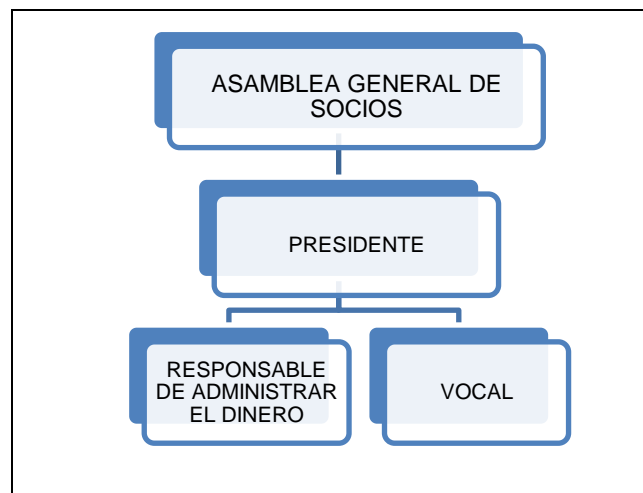 ASAMBLEA GENERAL DE
SOCIOS
PRESIDENTE
RESPONSABLE
DE ADMINISTRAR
EL DINERO
VOCAL